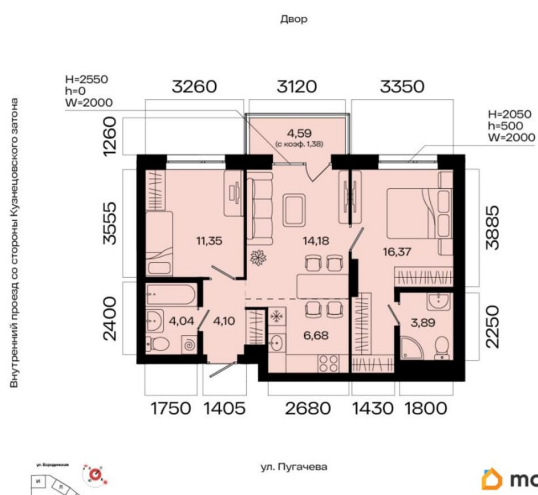 Двор
H=2550
h=0
W=2000
3260
3120
3350
H=2050
h=500
W=2000
1260
4,59
(с коэф. 1,38)
Внутренний проезд со стороны Кузнецовского затона
3555
11,35
14,18
16,37
3885
2400
4,04
4,10
6,68
3,89
2250
1750
1405
2680
1430
1800
ул. Бородинская
ул. Пугачева